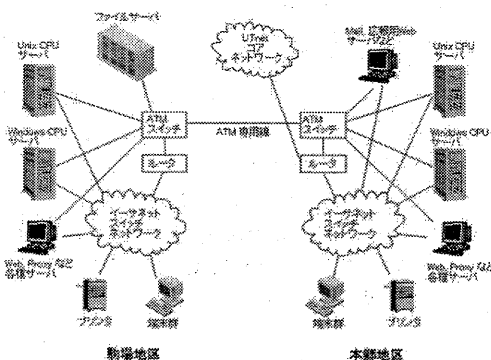 ファイルサーバ
UTnet
コア
ネットワーク
Mail, 広報用Web
サーバなど
Unix CPU
サーバ
Unix CPU
サーバ
ATM
スイッチ
ATM 専用線
ATM
スイッチ
Windows CPU
サーバ
Windows CPU
サーバ
ルータ
ルータ
イーサネット
スイッチ
ネットワーク
イーサネット
スイッチ
ネットワーク
Web, Proxy など
各種サーバ
Web, Proxy など
各種サーバ
プリンタ
端末群
端末群
プリンタ
駒場地区
本郷地区